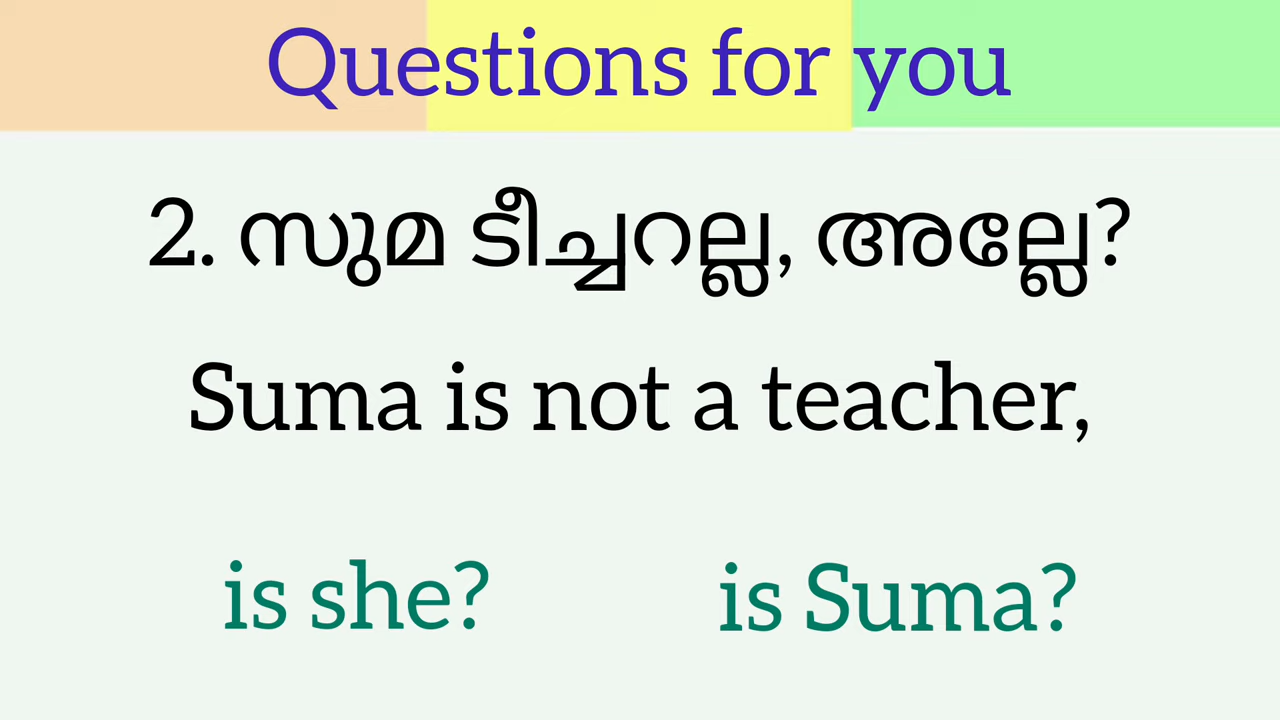 Questions for you
2. സുമ ടീച്ചറല്ല, അല്ലേ?
Suma is not a teacher,
is she? is Suma?